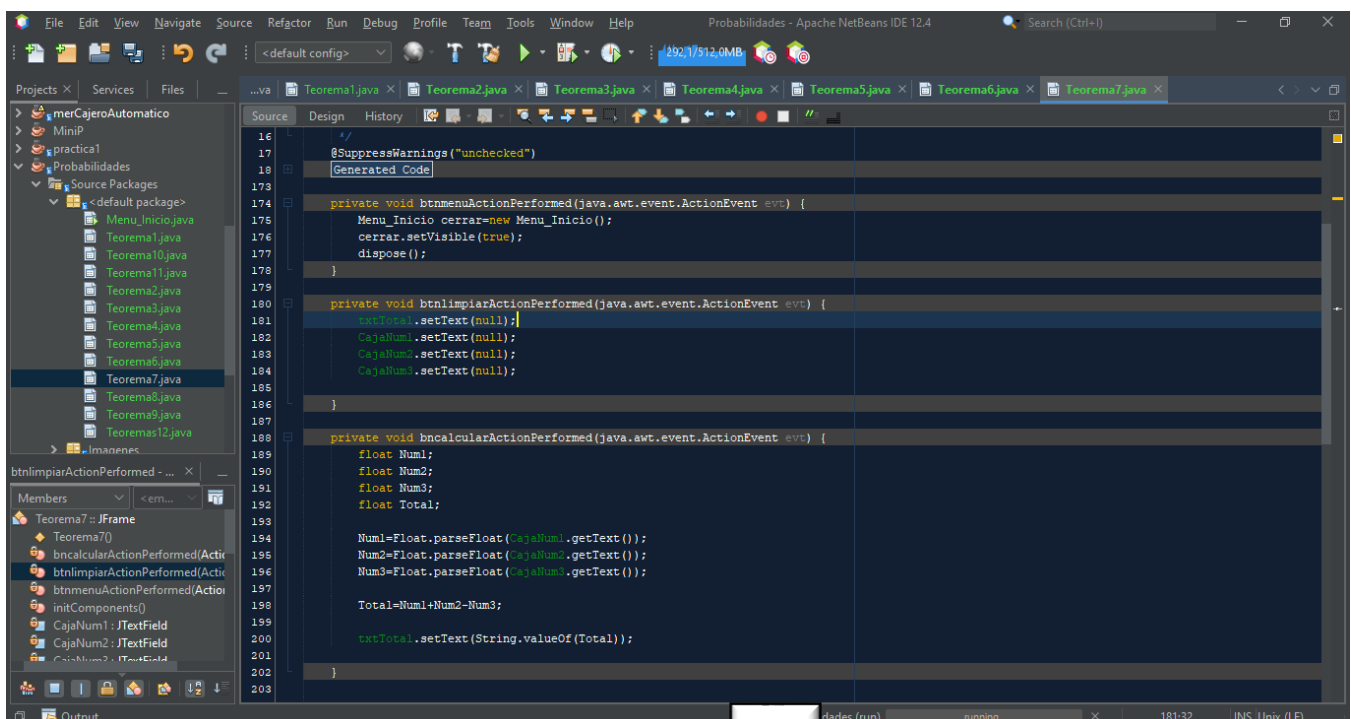 File Edit View Navigate Source Refactor Run Debug Profile Team Tools Window Help Probabilidades - Apache NetBeans IDE 12.4 Search (Ctrl+I)
<default config> 292,1/512,0MB
Projects Services Files
...va Teorema1.java Teorema2.java Teorema3.java Teorema4.java Teorema5.java Teorema6.java Teorema7.java
merCajeroAutomatico
MiniP
practica1
Probabilidades
Source Packages
<default package>
Menu_Inicio.java
Teorema1.java
Teorema10.java
Teorema11.java
Teorema2.java
Teorema3.java
Teorema4.java
Teorema5.java
Teorema6.java
Teorema7.java
Teorema8.java
Teorema9.java
Teoremas12.java
Imagenes
btnlimpiarActionPerformed - ...
Members <em...
Teorema7 :: JFrame
Teorema7()
bncalcularActionPerformed(Actic
btnlimpiarActionPerformed(Actic
btnmenuActionPerformed(Action
initComponents()
CajaNum1 : JTextField
CajaNum2 : JTextField
CajaNum3 : JTextField
Source Design History
16 */
17 @SuppressWarnings("unchecked")
18 Generated Code
173
174 private void btnmenuActionPerformed(java.awt.event.ActionEvent evt) {
175 Menu_Inicio cerrar=new Menu_Inicio();
176 cerrar.setVisible(true);
177 dispose();
178 }
179
180 private void btnlimpiarActionPerformed(java.awt.event.ActionEvent evt) {
181 txtTotal.setText(null);
182 CajaNum1.setText(null);
183 CajaNum2.setText(null);
184 CajaNum3.setText(null);
185
186 }
187
188 private void bncalcularActionPerformed(java.awt.event.ActionEvent evt) {
189 float Num1;
190 float Num2;
191 float Num3;
192 float Total;
193
194 Num1=Float.parseFloat(CajaNum1.getText());
195 Num2=Float.parseFloat(CajaNum2.getText());
196 Num3=Float.parseFloat(CajaNum3.getText());
197
198 Total=Num1+Num2-Num3;
199
200 txtTotal.setText(String.valueOf(Total));
201
202 }
203
Output dades (run) running 181:32 INS Unix (LF)